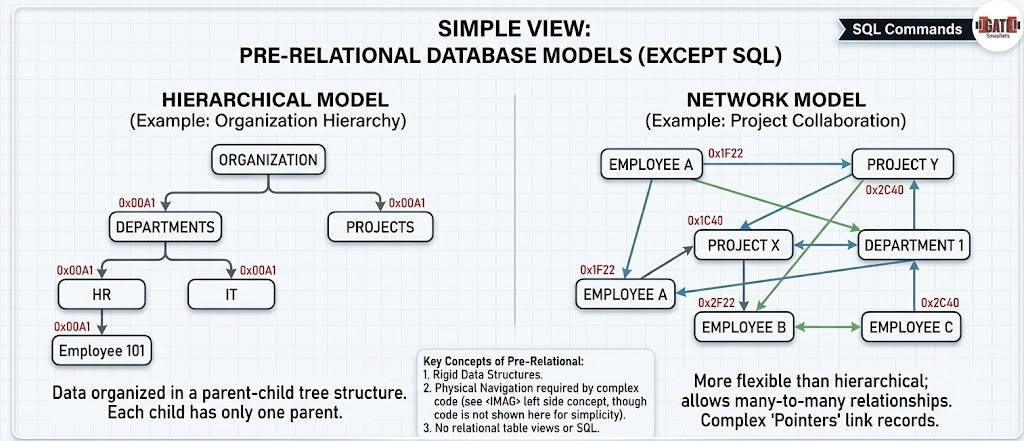 SIMPLE VIEW:
PRE-RELATIONAL DATABASE MODELS (EXCEPT SQL)
SQL Commands
GATE
Smashers
HIERARCHICAL MODEL
(Example: Organization Hierarchy)
ORGANIZATION
0x00A1
0x00A1
DEPARTMENTS
PROJECTS
0x00A1
0x00A1
HR
IT
0x00A1
Employee 101
Data organized in a parent-child tree structure.
Each child has only one parent.
NETWORK MODEL
(Example: Project Collaboration)
EMPLOYEE A
0x1F22
PROJECT Y
0x2C40
0x1C40
PROJECT X
DEPARTMENT 1
0x1F22
EMPLOYEE A
0x2F22
0x2C40
EMPLOYEE B
EMPLOYEE C
More flexible than hierarchical;
allows many-to-many relationships.
Complex 'Pointers' link records.
Key Concepts of Pre-Relational:
1. Rigid Data Structures.
2. Physical Navigation required by complex
code (see <IMAG> left side concept, though
code is not shown here for simplicity).
3. No relational table views or SQL.